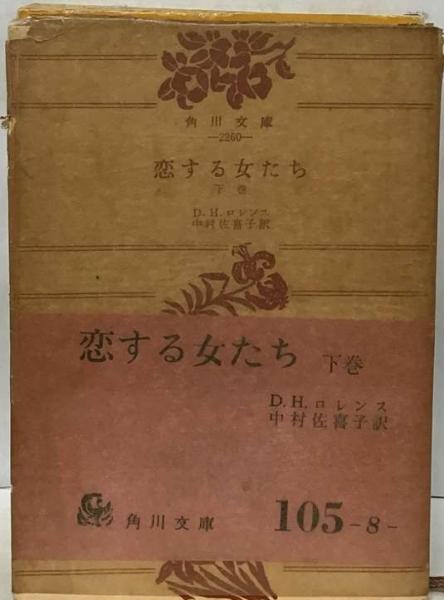 角川文庫
—2260—
恋する女たち
下巻
D.H.ロレンス
中村佐喜子訳
恋する女たち 下巻
D.H.ロレンス
中村佐喜子訳
角川文庫 105-8-